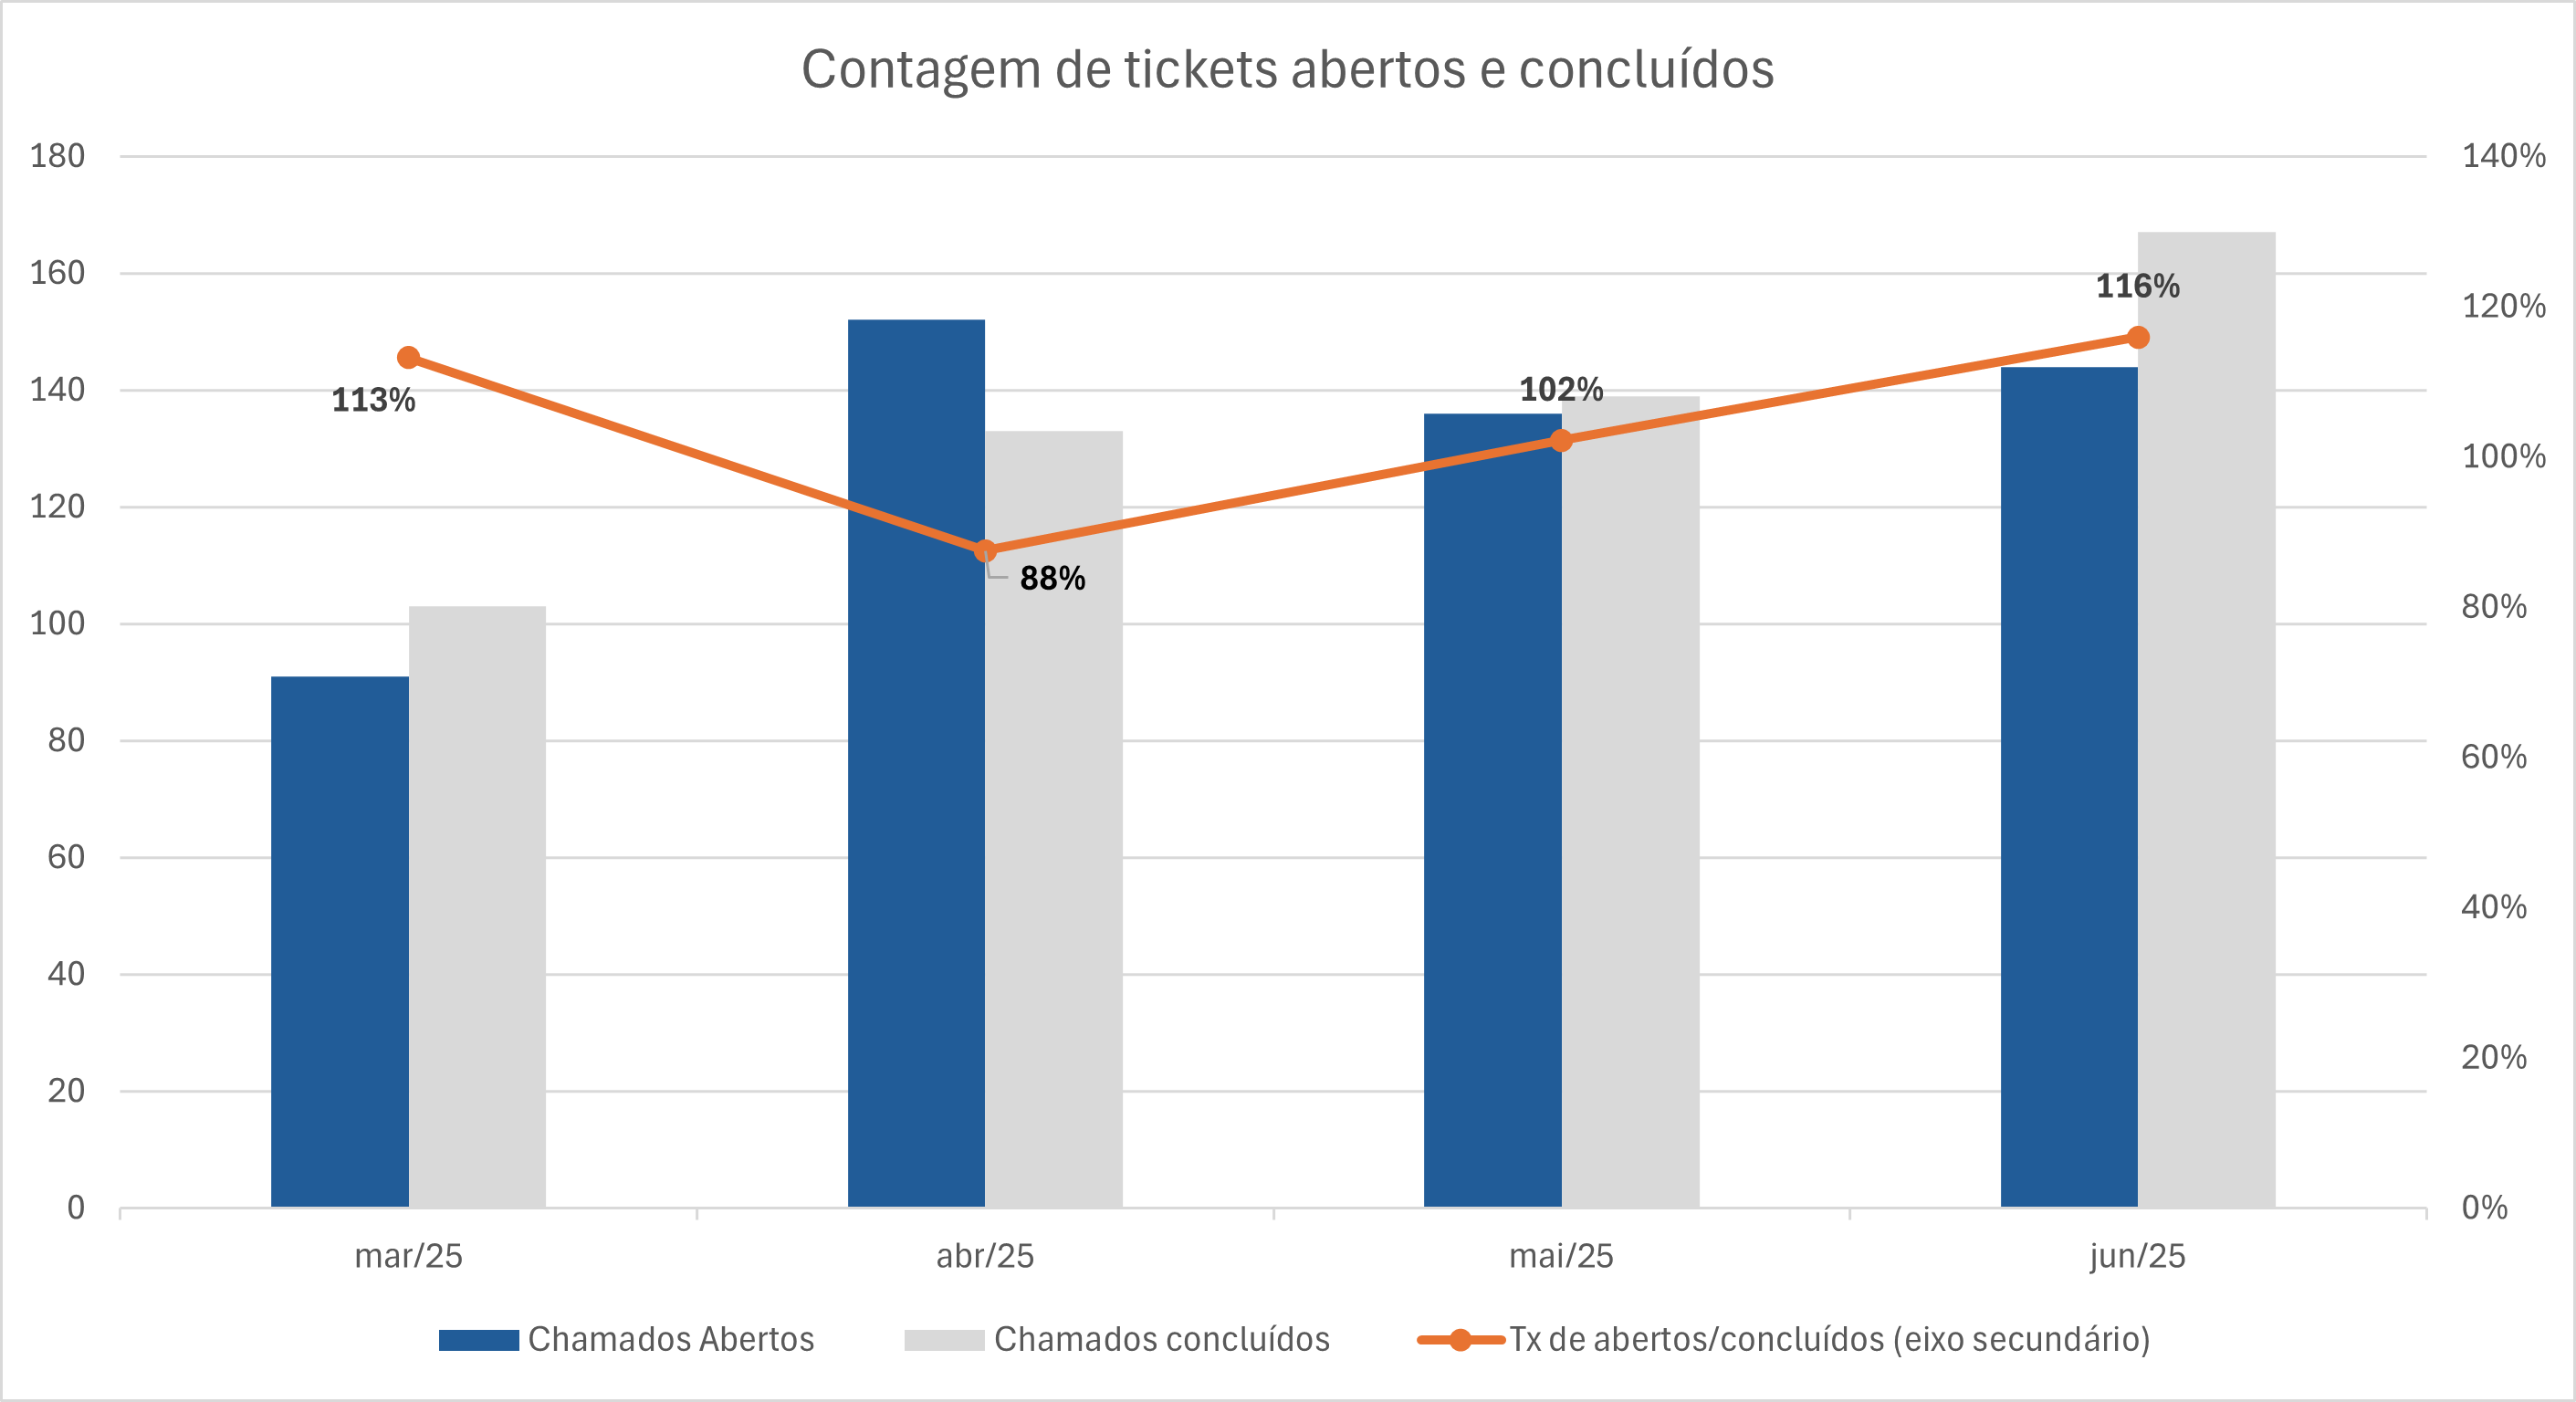 Contagem de tickets abertos e concluídos
180
160
140
120
100
80
60
40
20
0
140%
120%
100%
80%
60%
40%
20%
0%
113%
88%
102%
116%
mar/25
abr/25
mai/25
jun/25
Chamados Abertos
Chamados concluídos
Tx de abertos/concluídos (eixo secundário)